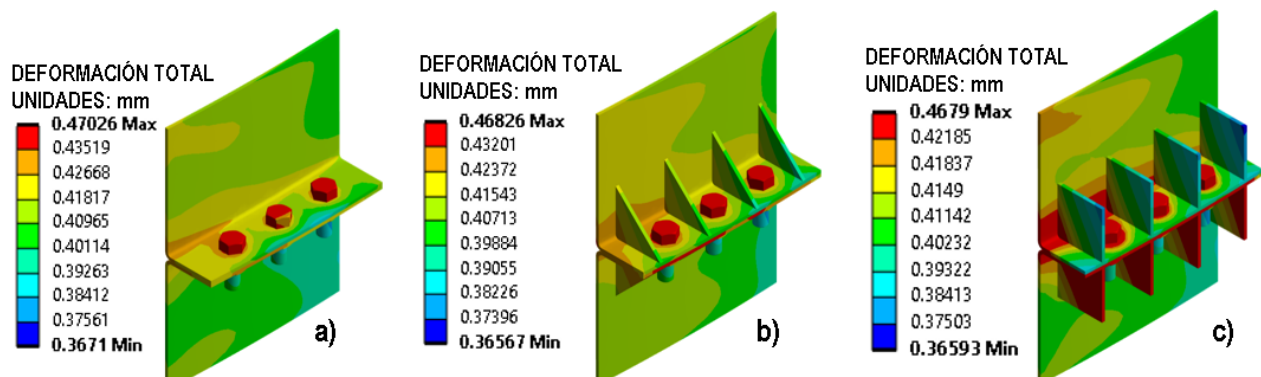 DEFORMACIÓN TOTAL
UNIDADES: mm
0.47026 Max
0.43519
0.42668
0.41817
0.40965
0.40114
0.39263
0.38412
0.37561
0.3671 Min
a)
DEFORMACIÓN TOTAL
UNIDADES: mm
0.46826 Max
0.43201
0.42372
0.41543
0.40713
0.39884
0.39055
0.38226
0.37396
0.36567 Min
b)
DEFORMACIÓN TOTAL
UNIDADES: mm
0.4679 Max
0.42185
0.41837
0.4149
0.41142
0.40232
0.39322
0.38413
0.37503
0.36593 Min
c)